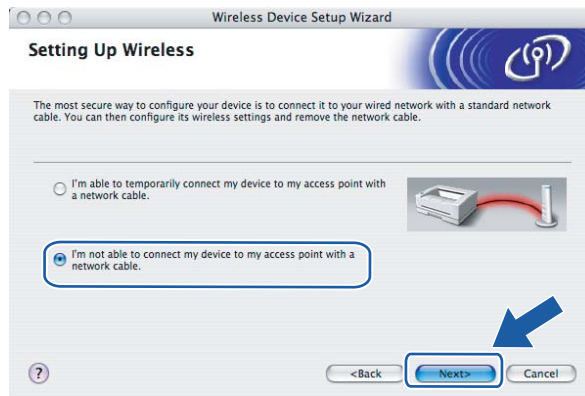 Wireless Device Setup Wizard
Setting Up Wireless
The most secure way to configure your device is to connect it to your wired network with a standard network
cable. You can then configure its wireless settings and remove the network cable.
I'm able to temporarily connect my device to my access point with
a network cable.
I'm not able to connect my device to my access point with a
network cable.
?
<Back
Next>
Cancel